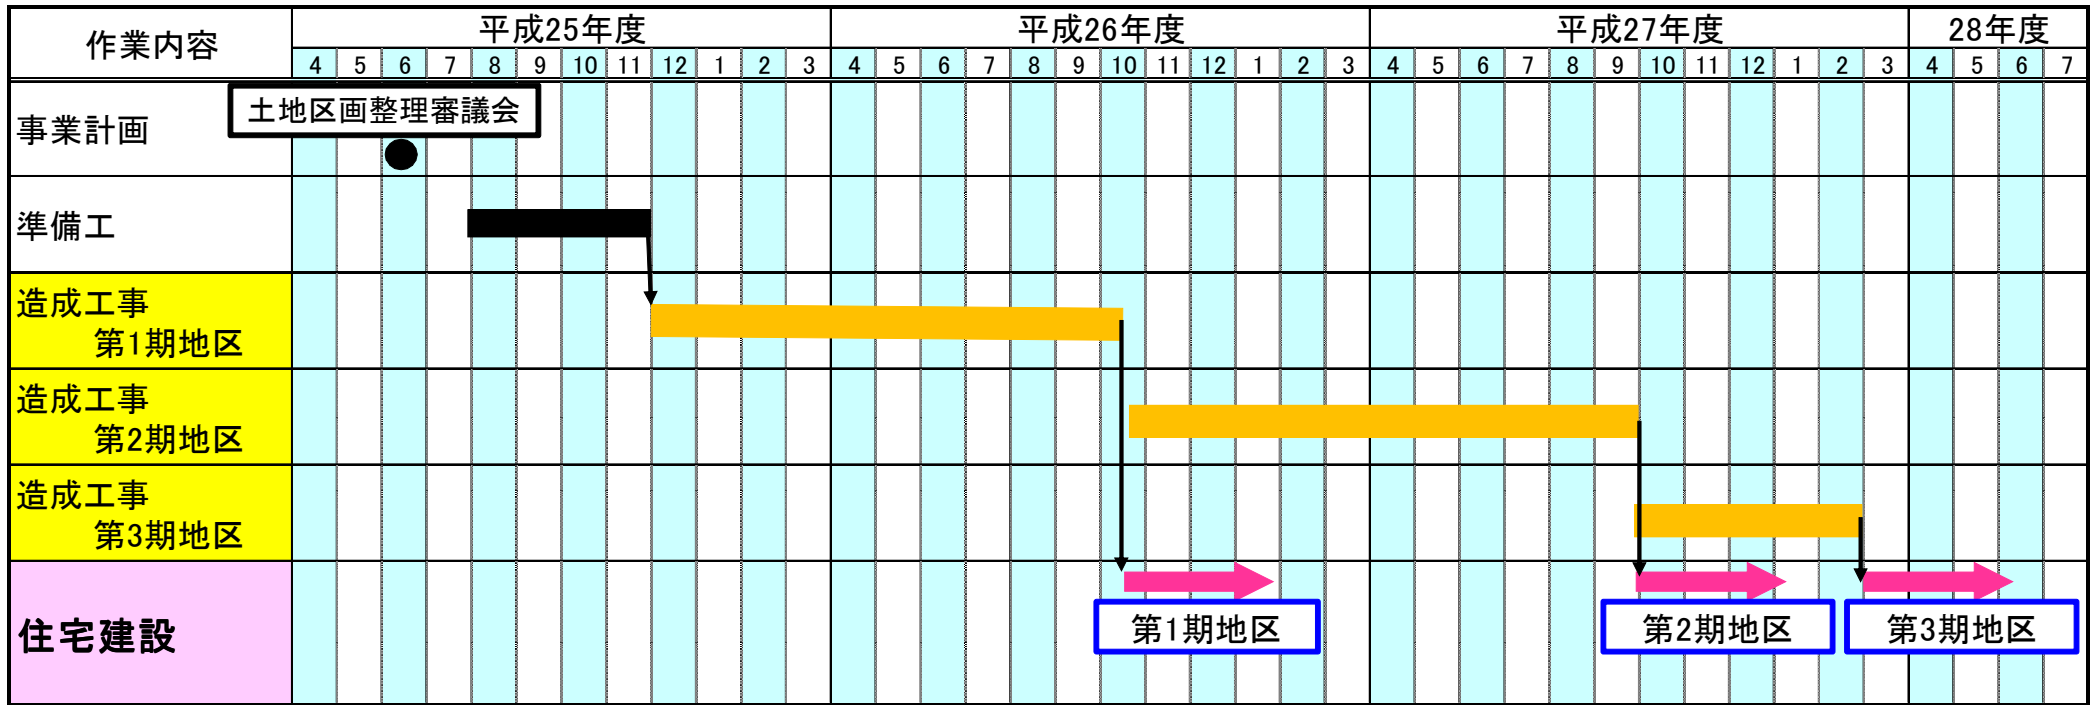 作業内容
平成25年度 平成26年度 平成27年度 28年度
4 5 6 7 8 9 10 11 12 1 2 3 4 5 6 7 8 9 10 11 12 1 2 3 4 5 6 7 8 9 10 11 12 1 2 3 4 5 6 7
事業計画
土地区画整理審議会
準備工
造成工事
第1期地区
造成工事
第2期地区
造成工事
第3期地区
住宅建設
第1期地区 第2期地区 第3期地区